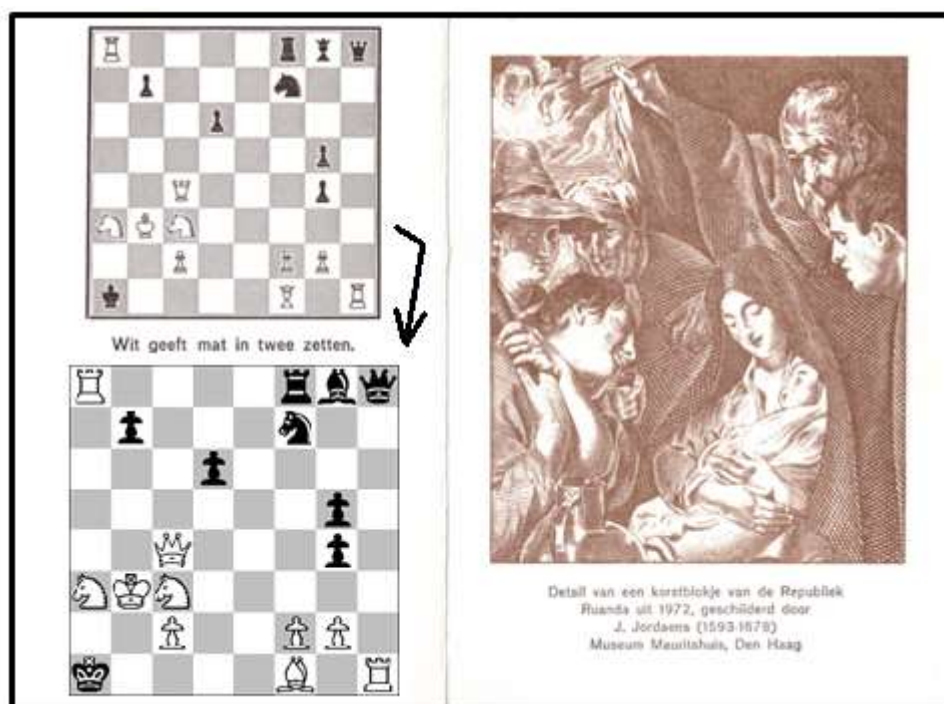 Wit geeft mat in twee zetten.
Detail van een kerstblokje van de Republiek
Ruanda uit 1972, geschilderd door
J. Jordaens (1593-1678)
Museum Mauritshuis, Den Haag